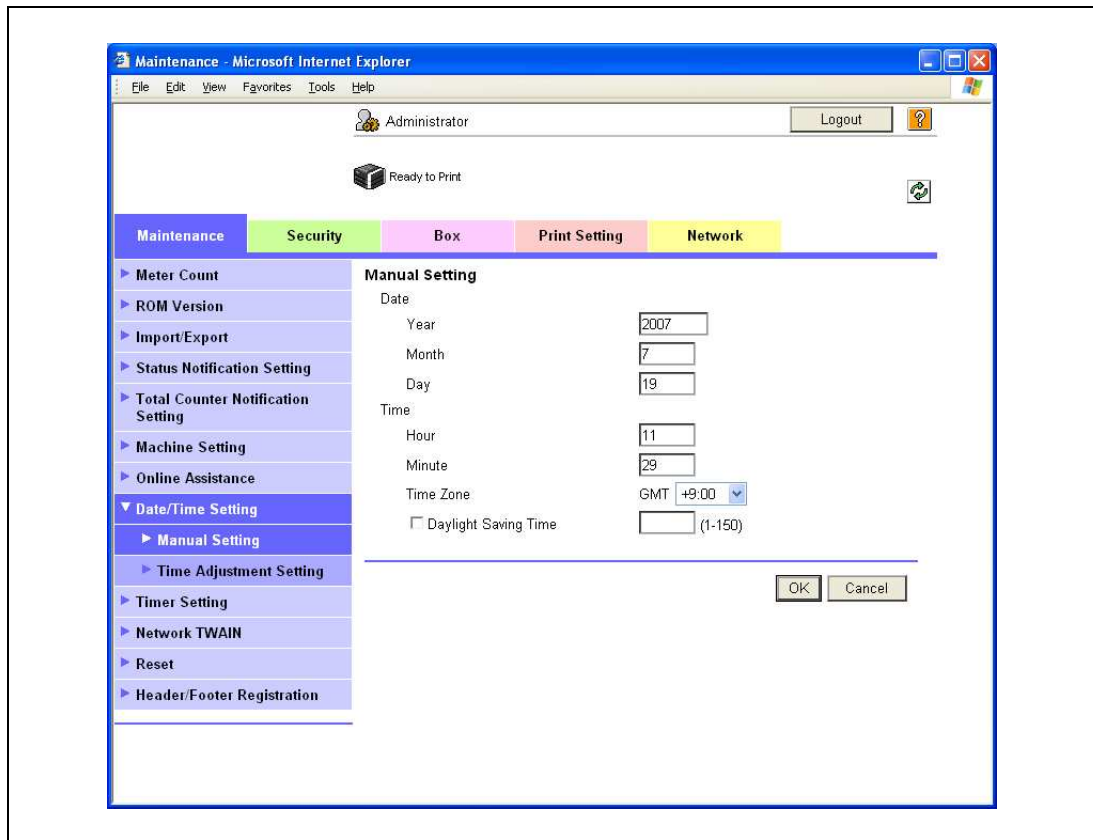 Maintenance - Microsoft Internet Explorer
File Edit View Favorites Tools Help
Administrator
Logout
?
Ready to Print
Maintenance Security Box Print Setting Network
Meter Count
ROM Version
Import/Export
Status Notification Setting
Total Counter Notification
Setting
Machine Setting
Online Assistance
Date/Time Setting
Manual Setting
Time Adjustment Setting
Timer Setting
Network TWAIN
Reset
Header/Footer Registration
Manual Setting
Date
Year 2007
Month 7
Day 19
Time
Hour 11
Minute 29
Time Zone GMT +9:00
Daylight Saving Time (1-150)
OK Cancel